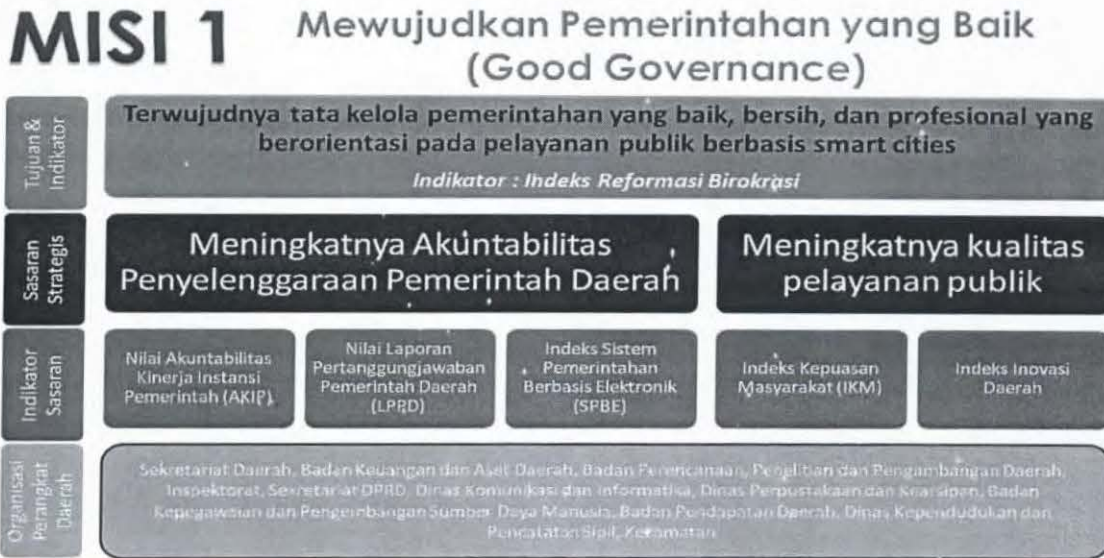 MISI 1
Mewujudkan Pemerintahan yang Baik
(Good Governance)
Tujuan &
Indikator
Terwujudnya tata kelola pemerintahan yang baik, bersih, dan profesional yang
berorientasi pada pelayanan publik berbasis smart cities
Indikator : Indeks Reformasi Birokrasi
Sasaran
Strategis
Meningkatnya Akuntabilitas
Penyelenggaraan Pemerintah Daerah
Meningkatnya kualitas
pelayanan publik
Indikator
Sasaran
Nilai Akuntabilitas
Kinerja Instansi
Pemerintah (AKIP)
Nilai Laporan
Pertanggungjawaban
Pemerintah Daerah
(LPPD)
Indeks Sistem
Pemerintahan
Berbasis Elektronik
(SPBE)
Indeks Kepuasan
Masyarakat (IKM)
Indeks Inovasi
Daerah
Organisasi
Perangkat
Daerah
Sekretariat Daerah, Badan Keuangan dan Aset Daerah, Badan Perencanaan, Penelitian dan Pengambangan Daerah,
Inspektorat, Sekretariat DPRD, Dinas Komunikasi dan Informatika, Dinas Perpustakaan dan Kearsipan, Badan
Kepegawaian dan Pengembangan Sumber Daya Manusia, Badan Pendapatan Daerah, Dinas Kependudukan dan
Pencatatan Sipil, Kecamatan